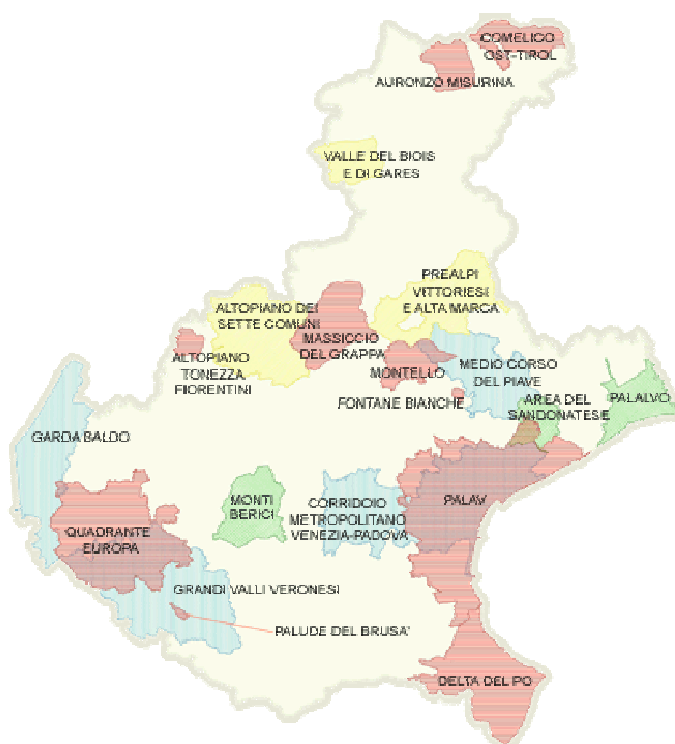 COMELICO
OST-TIROL
AURONZO MISURINA
VALLE DEL BIOIS
E DI GARES
PREALPI
VITTORIESI
E ALTA MARCA
ALTOPIANO DEI
SETTE COMUNI
MASSICCIO
DEL GRAPPA
ALTOPIANO
TONEZZA
FIORENTINI
MONTELLO
MEDIO CORSO
DEL PIAVE
FONTANE BIANCHE
AREA DEL
SANDONATESE
PALALVO
GARDA BALDO
MONTI
BERICI
CORRIDOIO
METROPOLITANO
VENEZIA-PADOVA
PALAV
QUADRANTE
EUROPA
GIRANDI VALLI VERONESI
PALUDE DEL BRUSA'
DELTA DEL PO